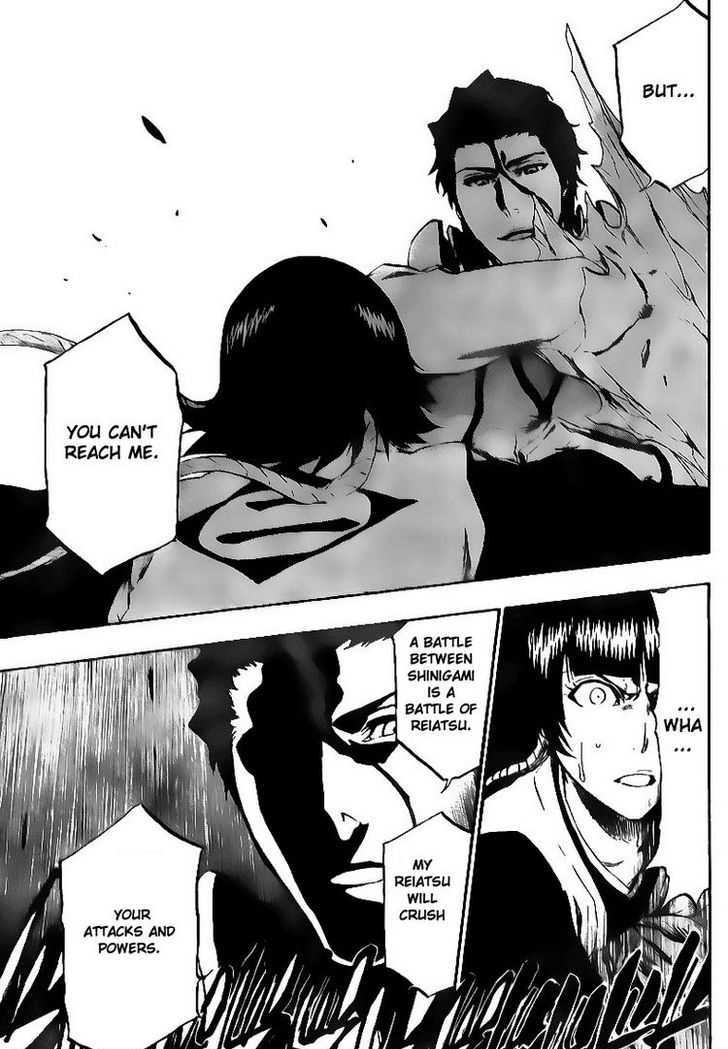 BUT...
YOU CAN'T
REACH ME.
...
WHA
...
A BATTLE
BETWEEN
SHINIGAMI
IS A
BATTLE OF
REIATSU.
MY
REIATSU
WILL
CRUSH
YOUR
ATTACKS AND
POWERS.